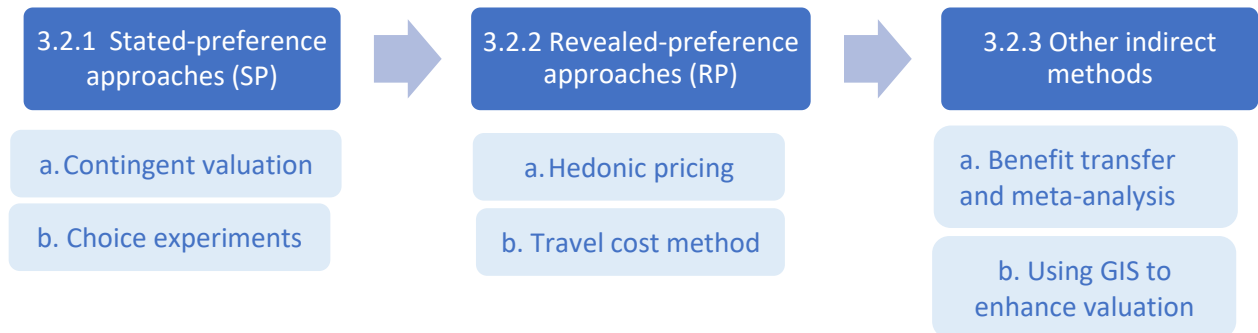 3.2.1 Stated-preference
approaches (SP)
a. Contingent valuation
b. Choice experiments
3.2.2 Revealed-preference
approaches (RP)
a. Hedonic pricing
b. Travel cost method
3.2.3 Other indirect
methods
a. Benefit transfer
and meta-analysis
b. Using GIS to
enhance valuation